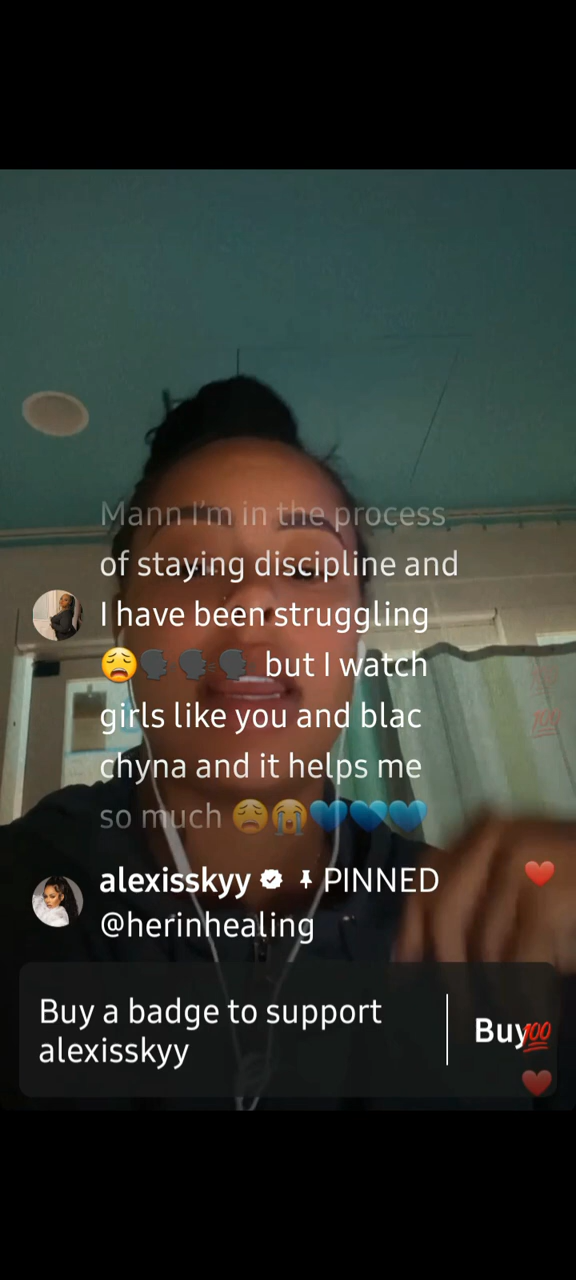 Mann I'm in the process
of staying discipline and
I have been struggling
😩🗣🗣🗣 but I watch
girls like you and blac
chyna and it helps me
so much 😩😭💙💙💙
alexisskyy PINNED
@herinhealing
Buy a badge to support
alexisskyy
Buy
💯
💯
💯